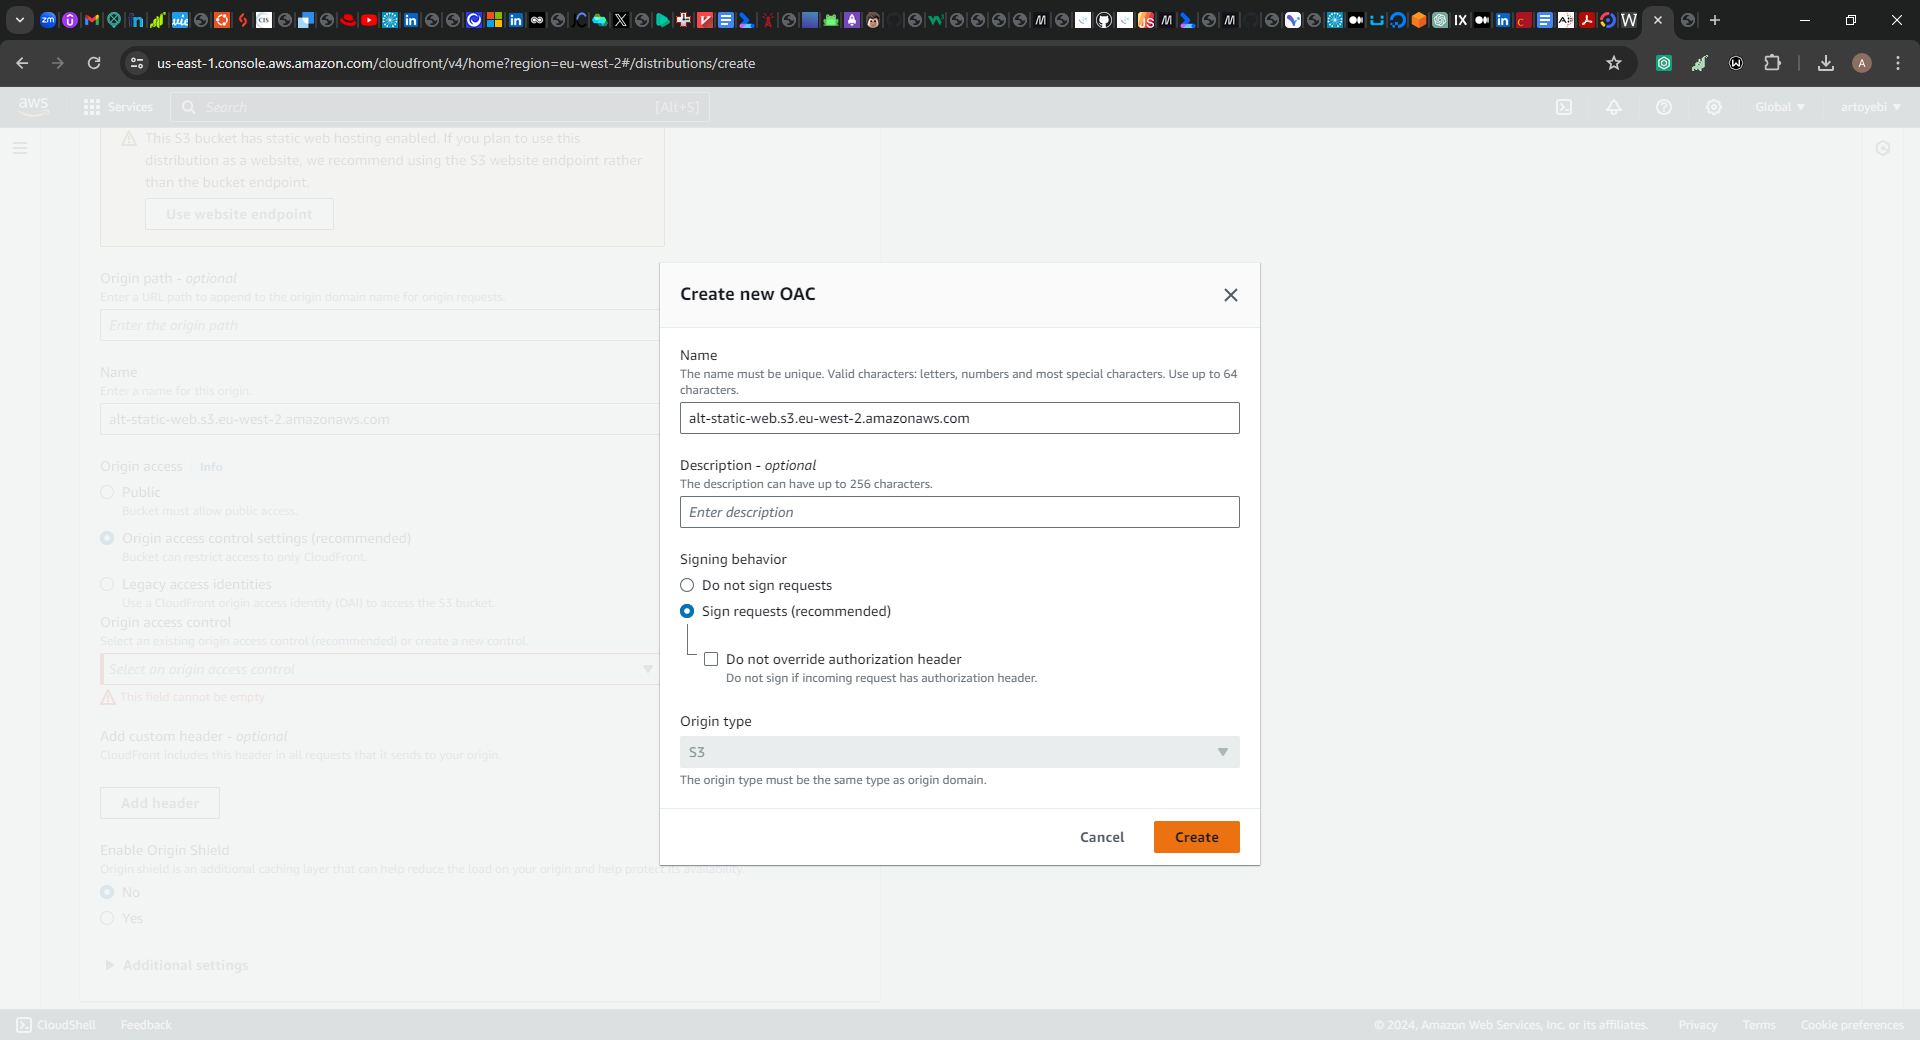 us-east-1.console.aws.amazon.com/cloudfront/v4/home?region=eu-west-2#/distributions/create
aws
Services
Search
[Alt+S]
Global
artoyebi
This S3 bucket has static web hosting enabled. If you plan to use this
distribution as a website, we recommend using the S3 website endpoint rather
than the bucket endpoint.
Use website endpoint
Origin path - optional
Enter a URL path to append to the origin domain name for origin requests.
Enter the origin path
Name
Enter a name for this origin.
alt-static-web.s3.eu-west-2.amazonaws.com
Origin access
Info
Public
Bucket must allow public access.
Origin access control settings (recommended)
Bucket can restrict access to only CloudFront.
Legacy access identities
Use a CloudFront origin access identity (OAI) to access the S3 bucket.
Origin access control
Select an existing origin access control (recommended) or create a new control.
Select an origin access control
This field cannot be empty
Add custom header - optional
CloudFront includes this header in all requests that it sends to your origin.
Add header
Enable Origin Shield
Origin shield is an additional caching layer that can help reduce the load on your origin and help protect its availability.
No
Yes
Additional settings
Create new OAC
Name
The name must be unique. Valid characters: letters, numbers and most special characters. Use up to 64
characters.
alt-static-web.s3.eu-west-2.amazonaws.com
Description - optional
The description can have up to 256 characters.
Enter description
Signing behavior
Do not sign requests
Sign requests (recommended)
Do not override authorization header
Do not sign if incoming request has authorization header.
Origin type
S3
The origin type must be the same type as origin domain.
Cancel
Create
CloudShell
Feedback
© 2024, Amazon Web Services, Inc. or its affiliates.
Privacy
Terms
Cookie preferences